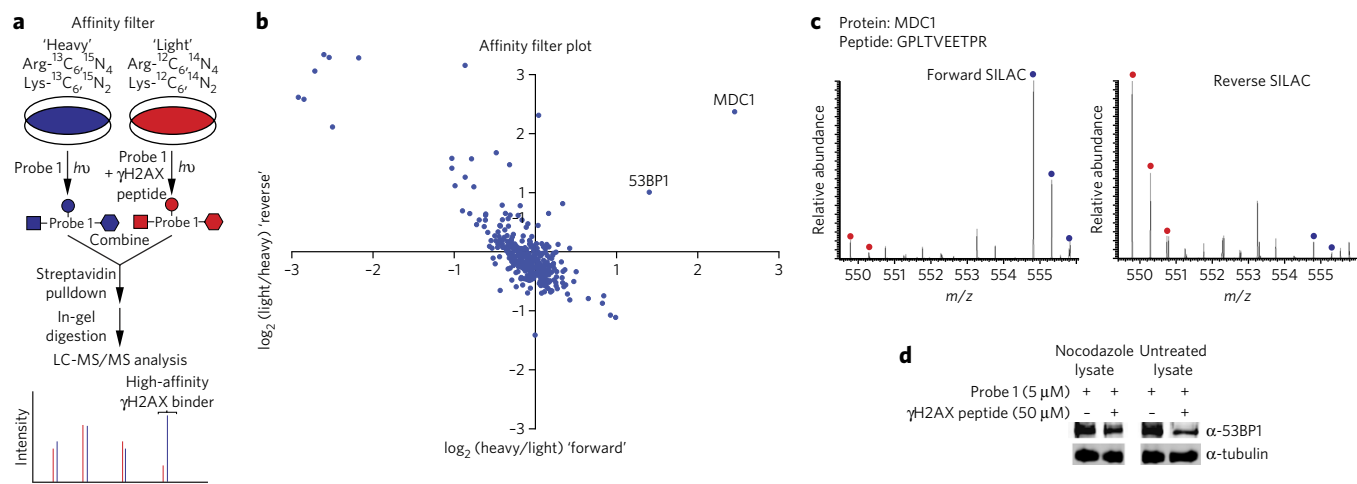 a
Affinity filter
'Heavy' 'Light'
Arg-¹³C₆,¹⁵N₄ Arg-¹²C₆,¹⁴N₄
Lys-¹³C₆,¹⁵N₂ Lys-¹²C₆,¹⁴N₂
Probe 1 hυ Probe 1 hυ
+ γH2AX
peptide
Probe 1 Probe 1
Combine
Streptavidin
pulldown
In-gel
digestion
LC-MS/MS analysis
High-affinity
γH2AX binder
Intensity
b
Affinity filter plot
log₂ (light/heavy) 'reverse'
3
2
1
-1
−3 −2 −1 1 2 3
−1
−2
−3
MDC1
53BP1
log₂ (heavy/light) 'forward'
c
Protein: MDC1
Peptide: GPLTVEETPR
Forward SILAC
Relative abundance
550 551 552 553 554 555
m/z
Reverse SILAC
Relative abundance
550 551 552 553 554 555
m/z
d
Nocodazole Untreated
lysate lysate
Probe 1 (5 μM) + + + +
γH2AX peptide (50 μM) – + – +
α-53BP1
α-tubulin